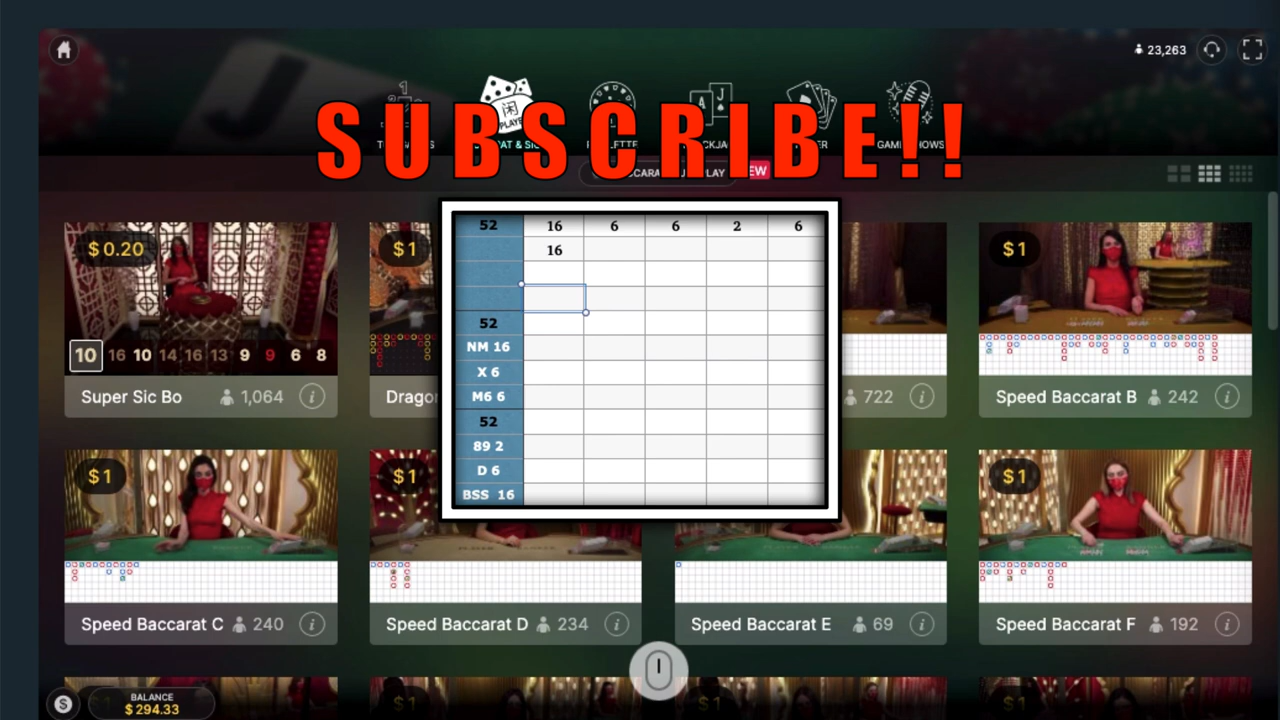 23,263
SUBSCRIBE!!
闲
$0.20
$1
$1
52 16 6 6 2 6
16
52
NM 16
X 6
M6 6
52
89 2
D 6
BSS 16
10 16 10 14 16 13 9 9 6 8
Super Sic Bo 1,064
722
Speed Baccarat B 242
$1
$1
$1
Speed Baccarat C 240
Speed Baccarat D 234
Speed Baccarat E 69
Speed Baccarat F 192
BALANCE
$294.33
$1
$1
$1